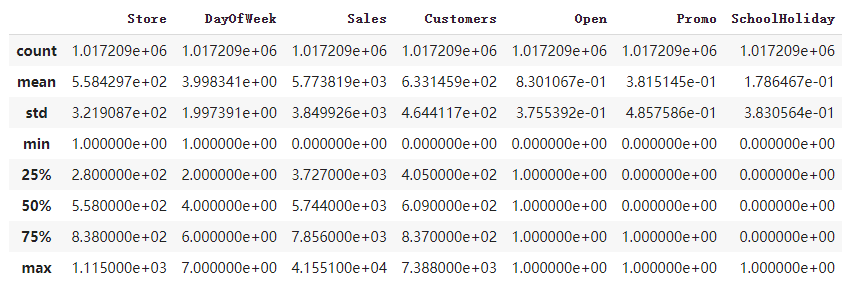 Store DayOfWeek Sales Customers Open Promo SchoolHoliday
count 1.017209e+06 1.017209e+06 1.017209e+06 1.017209e+06 1.017209e+06 1.017209e+06 1.017209e+06
mean 5.584297e+02 3.998341e+00 5.773819e+03 6.331459e+02 8.301067e-01 3.815145e-01 1.786467e-01
std 3.219087e+02 1.997391e+00 3.849926e+03 4.644117e+02 3.755392e-01 4.857586e-01 3.830564e-01
min 1.000000e+00 1.000000e+00 0.000000e+00 0.000000e+00 0.000000e+00 0.000000e+00 0.000000e+00
25% 2.800000e+02 2.000000e+00 3.727000e+03 4.050000e+02 1.000000e+00 0.000000e+00 0.000000e+00
50% 5.580000e+02 4.000000e+00 5.744000e+03 6.090000e+02 1.000000e+00 0.000000e+00 0.000000e+00
75% 8.380000e+02 6.000000e+00 7.856000e+03 8.370000e+02 1.000000e+00 1.000000e+00 0.000000e+00
max 1.115000e+03 7.000000e+00 4.155100e+04 7.388000e+03 1.000000e+00 1.000000e+00 1.000000e+00